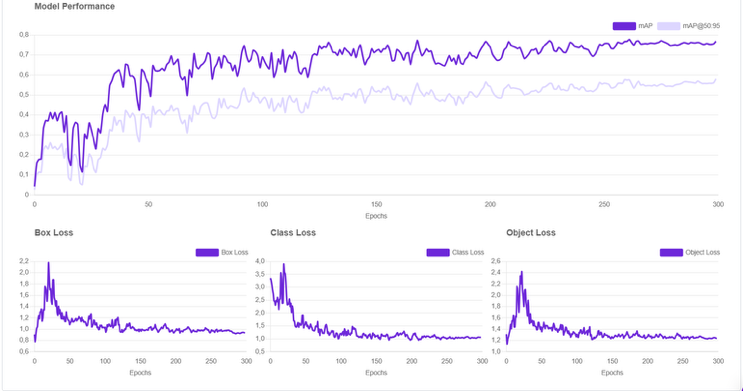 Model Performance
mAP mAP@50:95
0,8
0,7
0,6
0,5
0,4
0,3
0,2
0,1
0
0 50 100 150 200 250 300
Epochs
Box Loss
Box Loss
2,2
2,0
1,8
1,6
1,4
1,2
1,0
0,8
0,6
0 50 100 150 200 250 300
Epochs
Class Loss
Class Loss
4,0
3,5
3,0
2,5
2,0
1,5
1,0
0,5
0 50 100 150 200 250 300
Epochs
Object Loss
Object Loss
2,6
2,4
2,2
2,0
1,8
1,6
1,4
1,2
1,0
0 50 100 150 200 250 300
Epochs